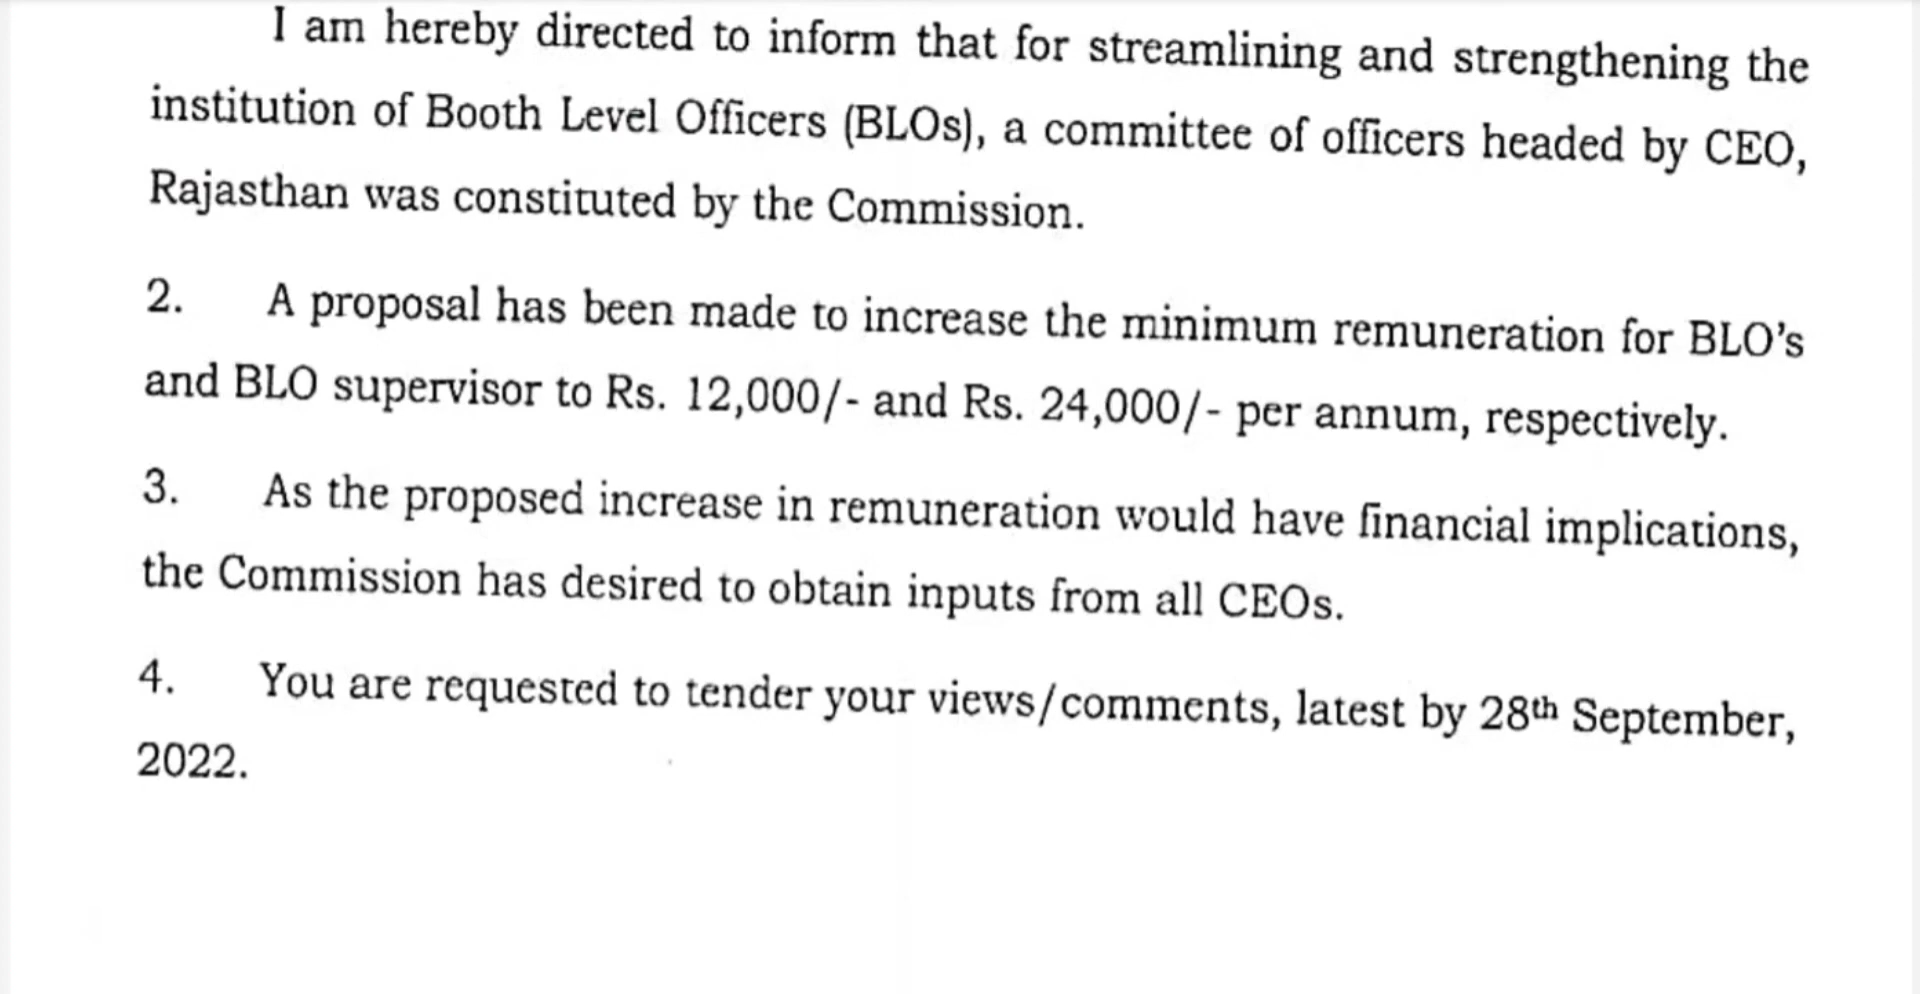 I am hereby directed to inform that for streamlining and strengthening the
institution of Booth Level Officers (BLOs), a committee of officers headed by CEO,
Rajasthan was constituted by the Commission.
2. A proposal has been made to increase the minimum remuneration for BLO's
and BLO supervisor to Rs. 12,000/- and Rs. 24,000/- per annum, respectively.
3. As the proposed increase in remuneration would have financial implications,
the Commission has desired to obtain inputs from all CEOs.
4. You are requested to tender your views/comments, latest by 28th September,
2022.